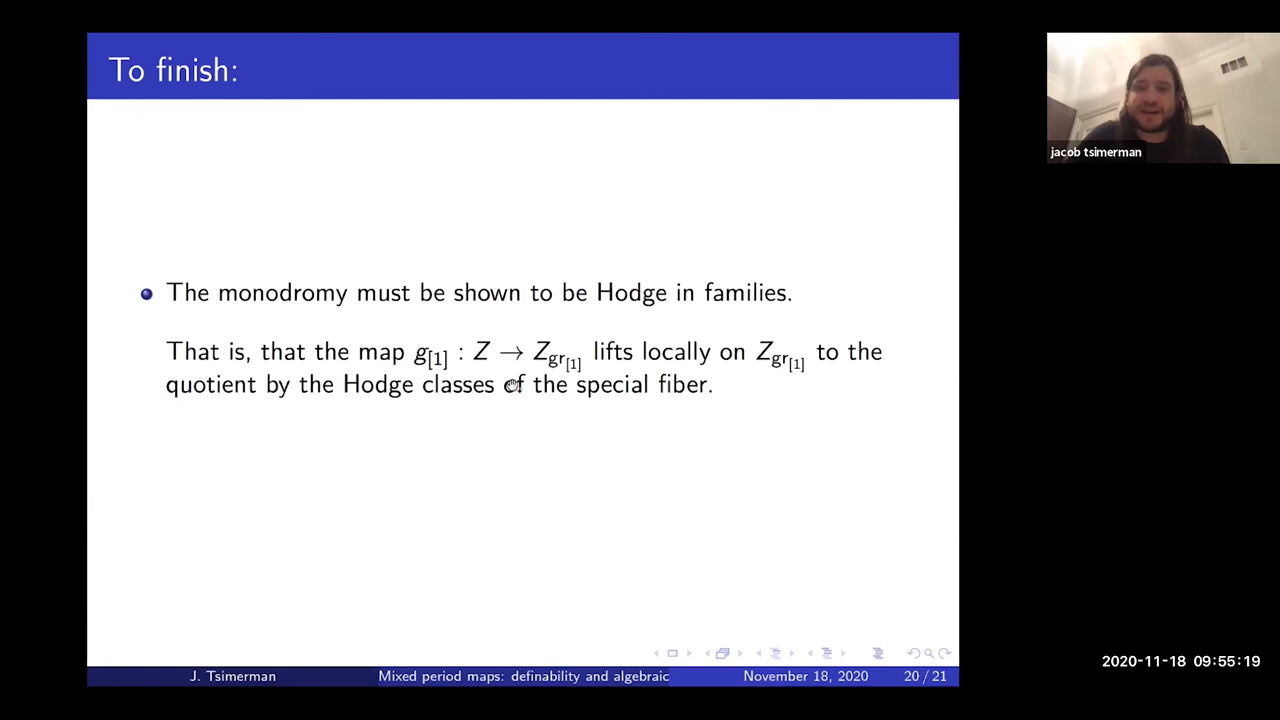 To finish:
jacob tsimerman
The monodromy must be shown to be Hodge in families.
That is, that the map g[1] : Z → Zgr[1] lifts locally on Zgr[1] to the
quotient by the Hodge classes of the special fiber.
2020-11-18 09:55:19
J. Tsimerman Mixed period maps: definability and algebraic November 18, 2020 20 / 21